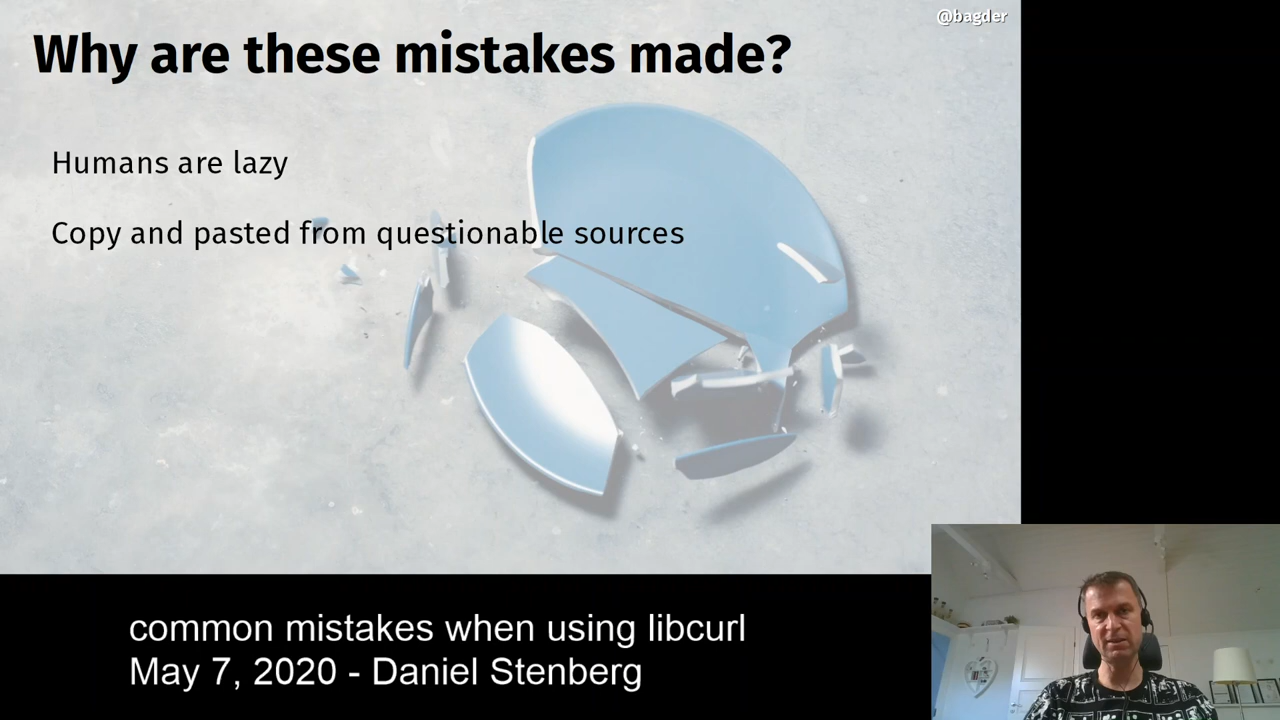 @bagder
Why are these mistakes made?
Humans are lazy
Copy and pasted from questionable sources
common mistakes when using libcurl
May 7, 2020 - Daniel Stenberg